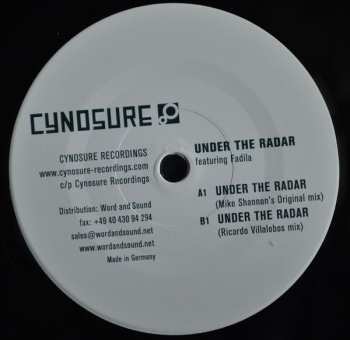 CYNOSURE
CYNOSURE RECORDINGS
www.cynosure-recordings.com
c/p Cynosure Recordings
Distribution: Word and Sound
fax: +49 40 430 94 294
sales@wordandsound.net
www.wordandsound.net
Made in Germany
UNDER THE RADAR
featuring Fadila
A1 UNDER THE RADAR
(Mike Shannon's Original mix)
B1 UNDER THE RADAR
(Ricardo Villalobos mix)